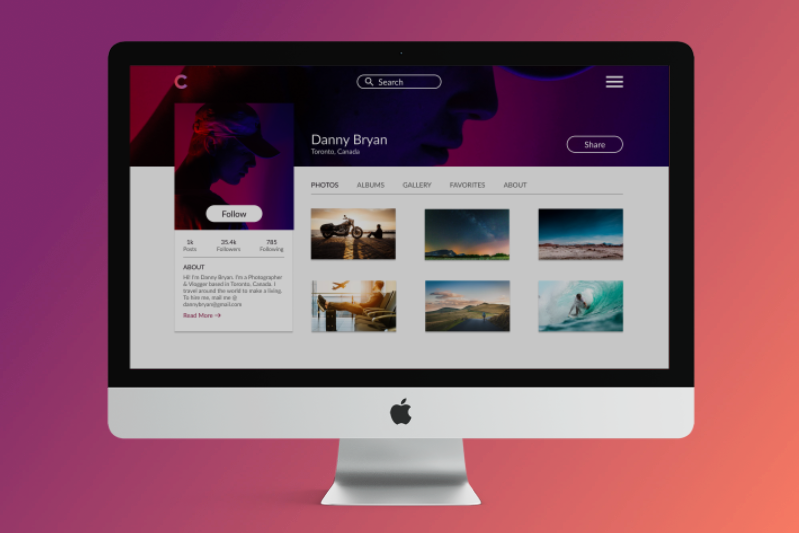 C
Search
Danny Bryan
Toronto, Canada
Share
Follow
PHOTOS ALBUMS GALLERY FAVORITES ABOUT
5k 35.4k 785
Posts Followers Following
ABOUT
Hi! I'm Danny Bryan. I'm a Photographer
& Vlogger based in Toronto, Canada. I
travel around the world to make a living.
To hire me, mail me @
dannybryan@gmail.com
Read More →